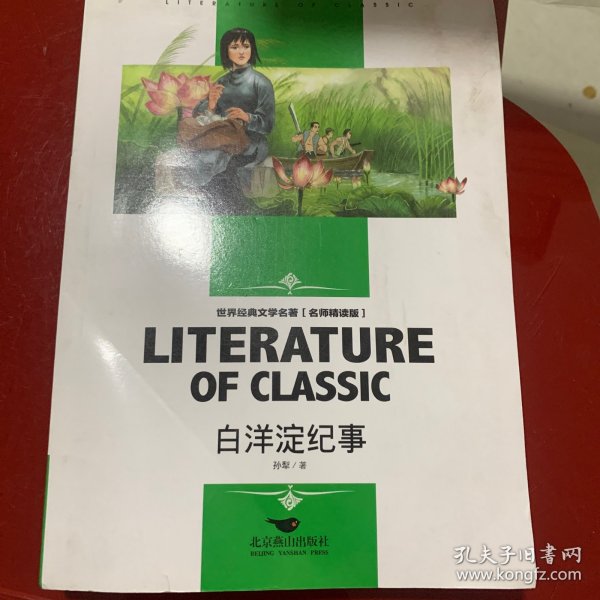 LITERATURE OF CLASSIC
世界经典文学名著［名师精读版］
LITERATURE
OF CLASSIC
白洋淀纪事
孙犁/著
北京燕山出版社
BEIJING YANSHAN PRESS
孔夫子旧书网
www.kongfz.com